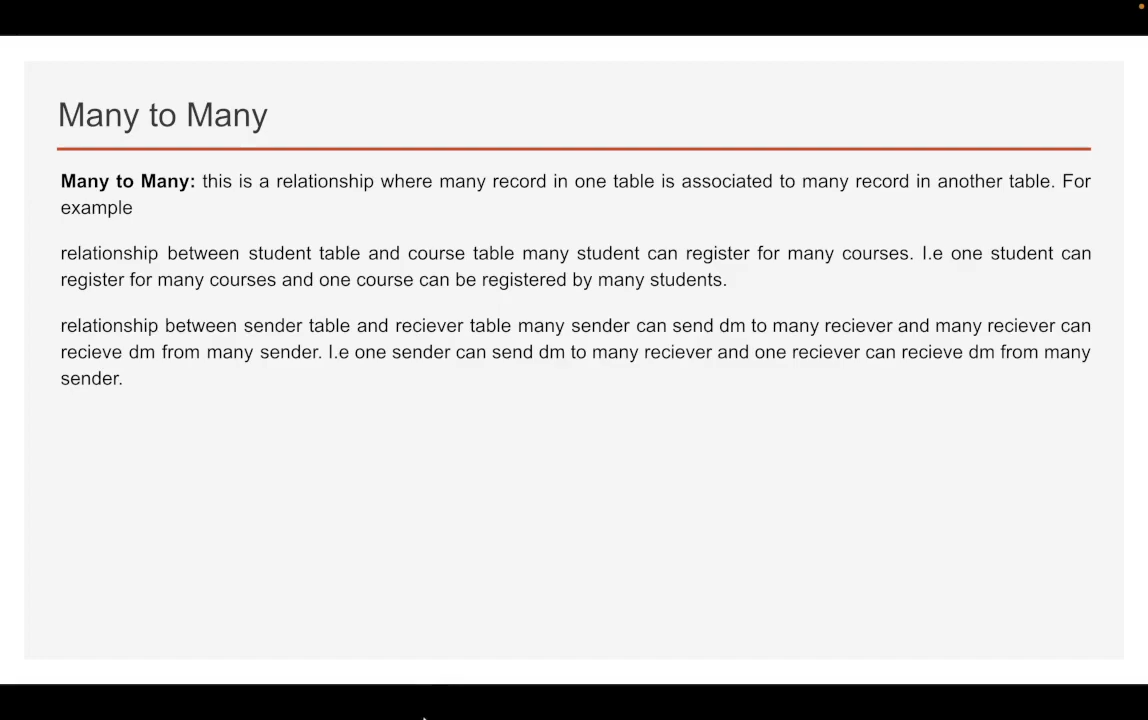 Many to Many
Many to Many: this is a relationship where many record in one table is associated to many record in another table. For
example
relationship between student table and course table many student can register for many courses. I.e one student can
register for many courses and one course can be registered by many students.
relationship between sender table and reciever table many sender can send dm to many reciever and many reciever can
recieve dm from many sender. I.e one sender can send dm to many reciever and one reciever can recieve dm from many
sender.